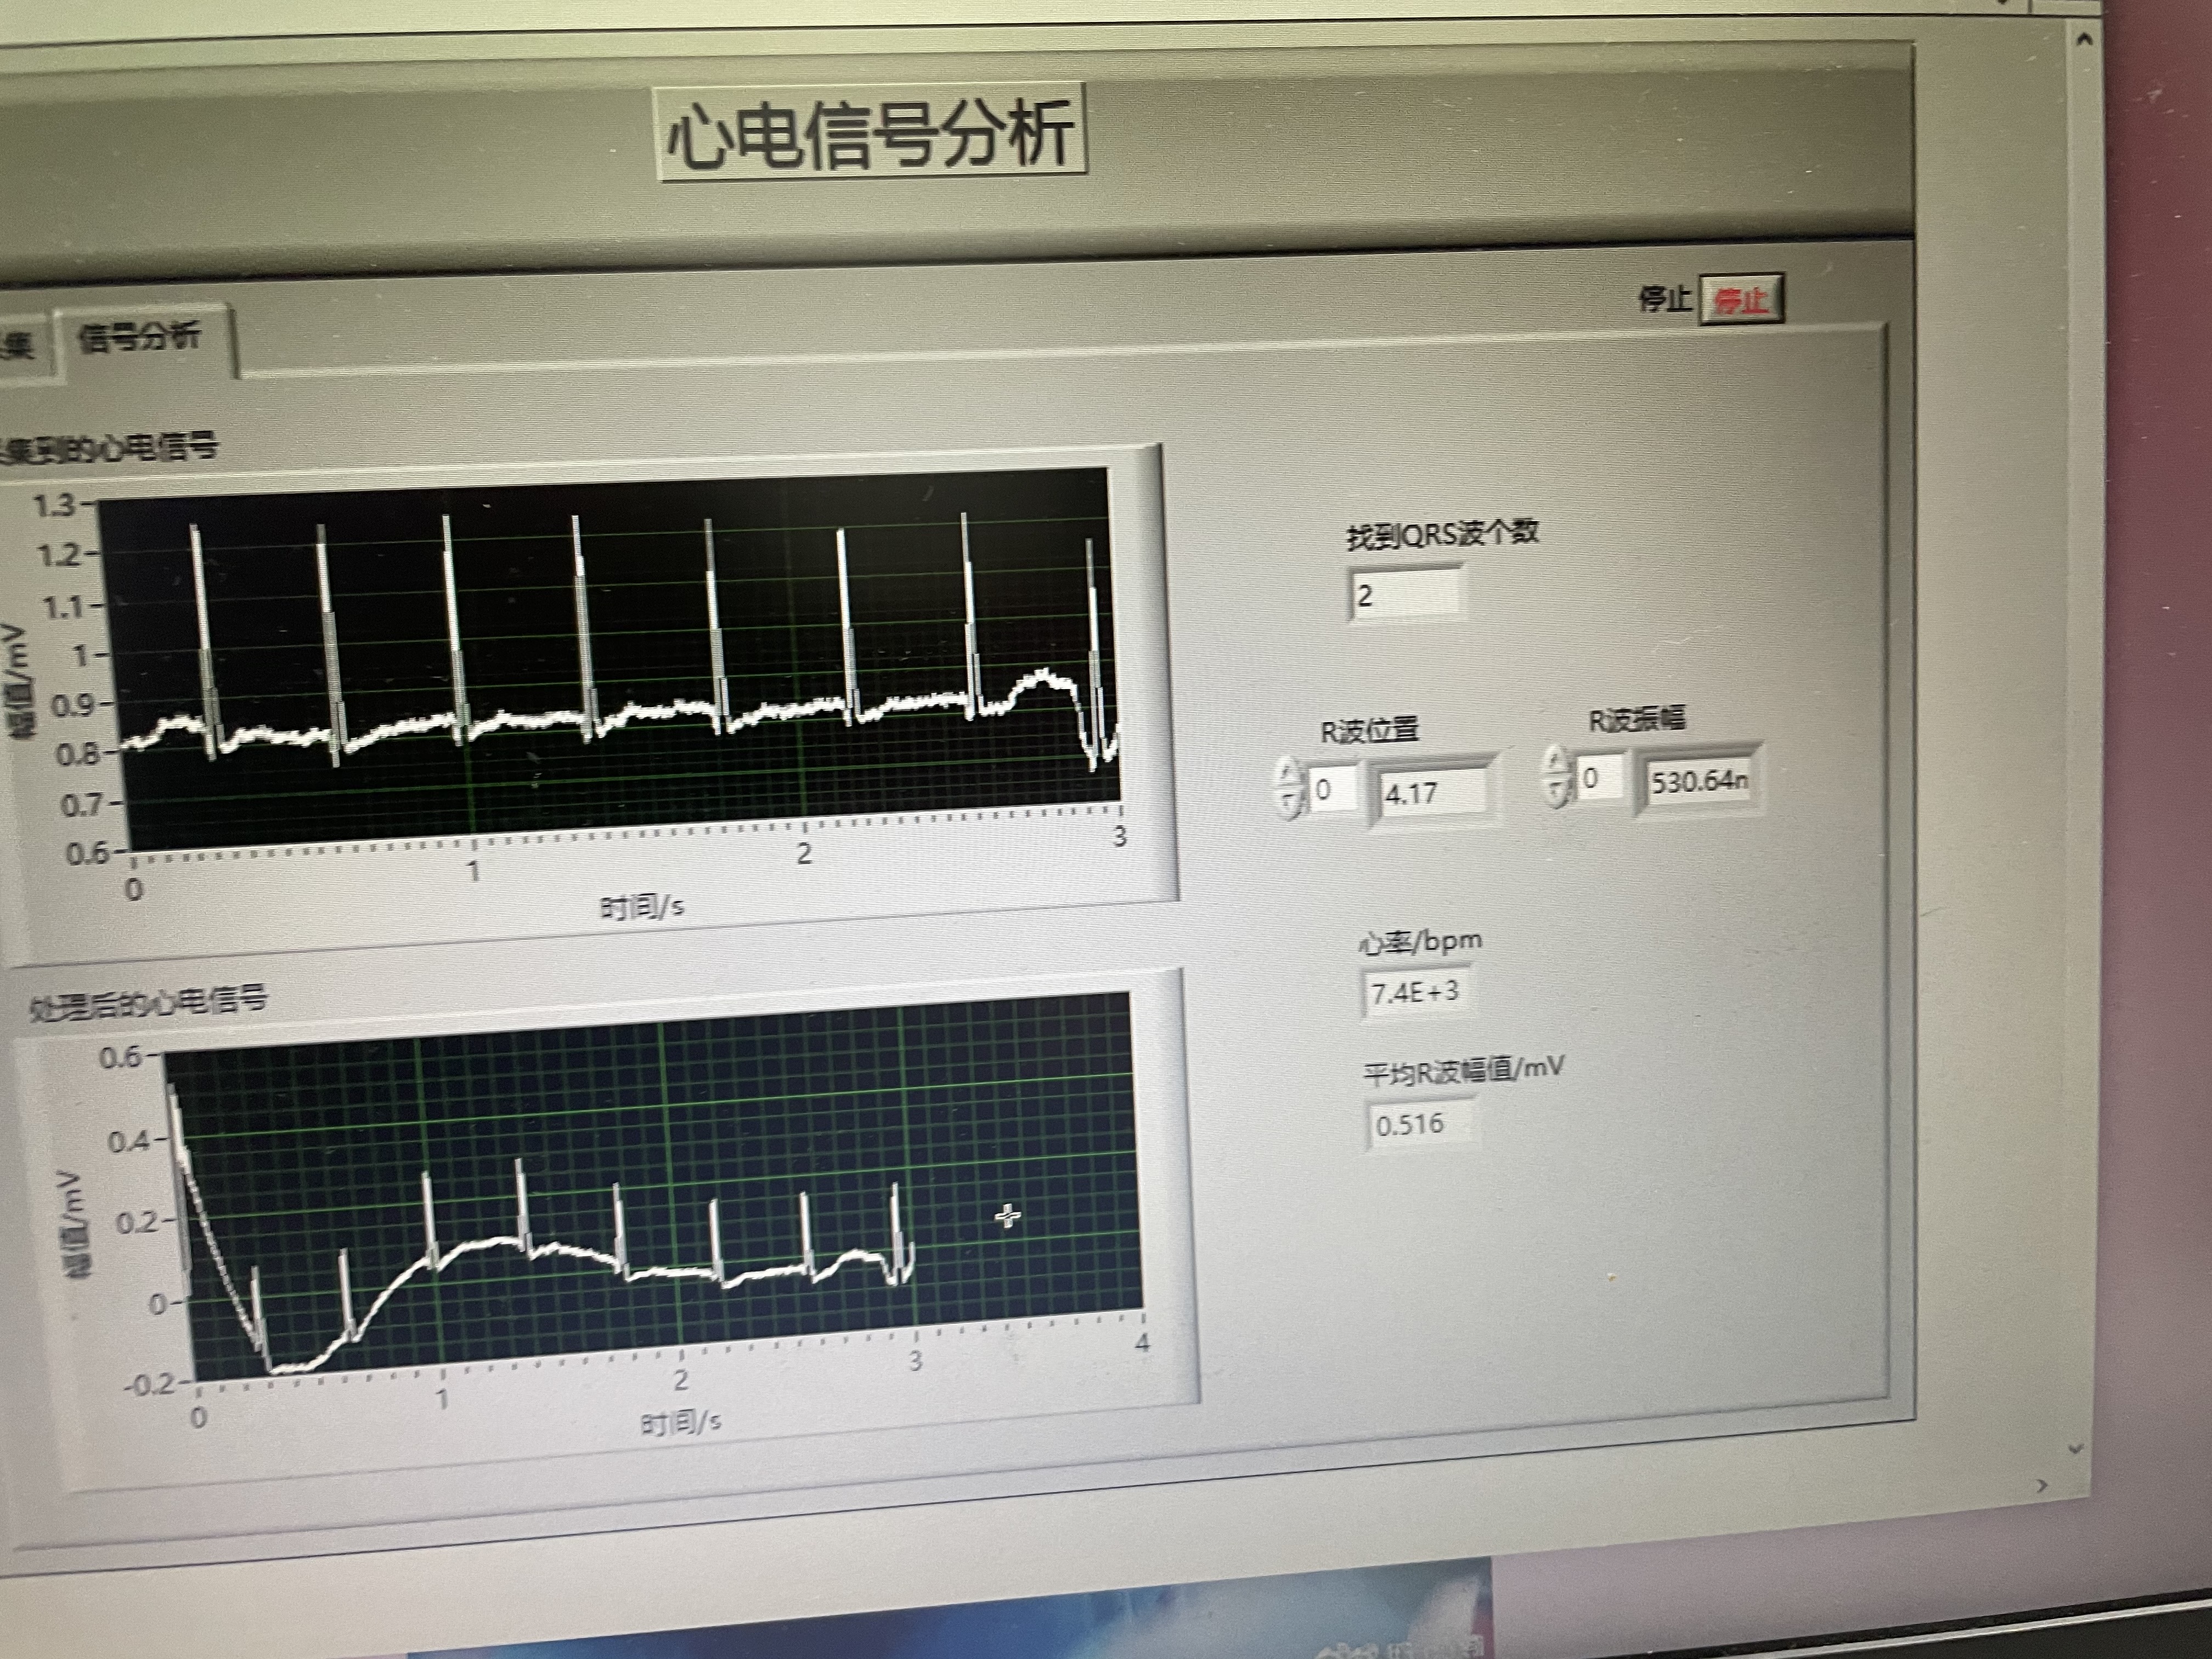 心电信号分析
停止 停止
集 信号分析
集到的心电信号
1.3
1.2
1.1
1
0.9
0.8
0.7
0.6
幅值/mV
0 1 2 3
时间/s
找到QRS波个数
2
R波位置 R波振幅
0 4.17 0 530.64n
心率/bpm
7.4E+3
平均R波幅值/mV
0.516
处理后的心电信号
0.6
0.4
0.2
0
-0.2
幅值/mV
0 1 2 3 4
时间/s